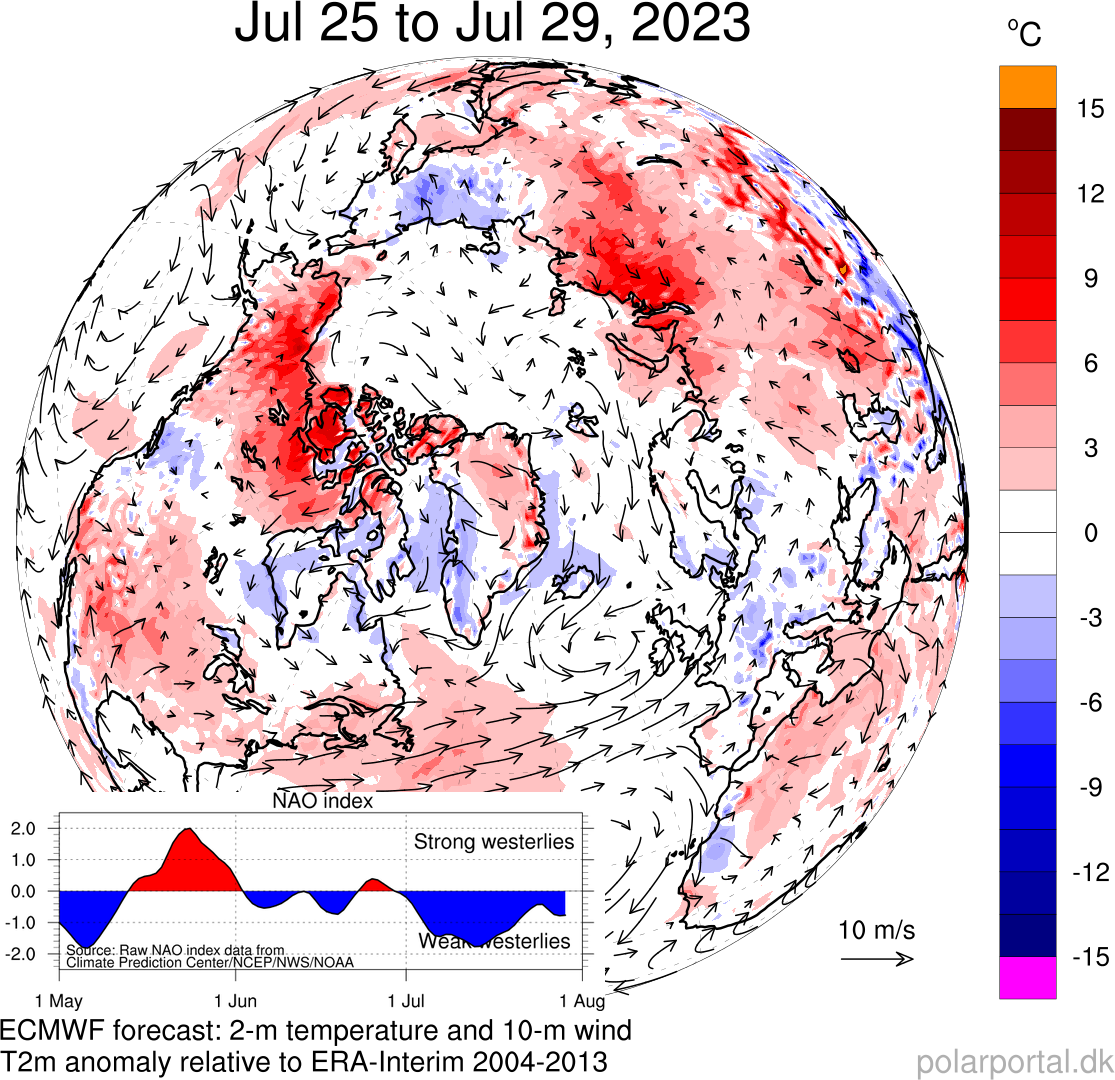 Jul 25 to Jul 29, 2023
°C
15
12
9
6
3
0
-3
-6
-9
-12
-15
10 m/s
NAO index
2.0
1.0
0.0
-1.0
-2.0
Strong westerlies
Weak westerlies
Source: Raw NAO index data from
Climate Prediction Center/NCEP/NWS/NOAA
1 May
1 Jun
1 Jul
1 Aug
ECMWF forecast: 2-m temperature and 10-m wind
T2m anomaly relative to ERA-Interim 2004-2013
polarportal.dk